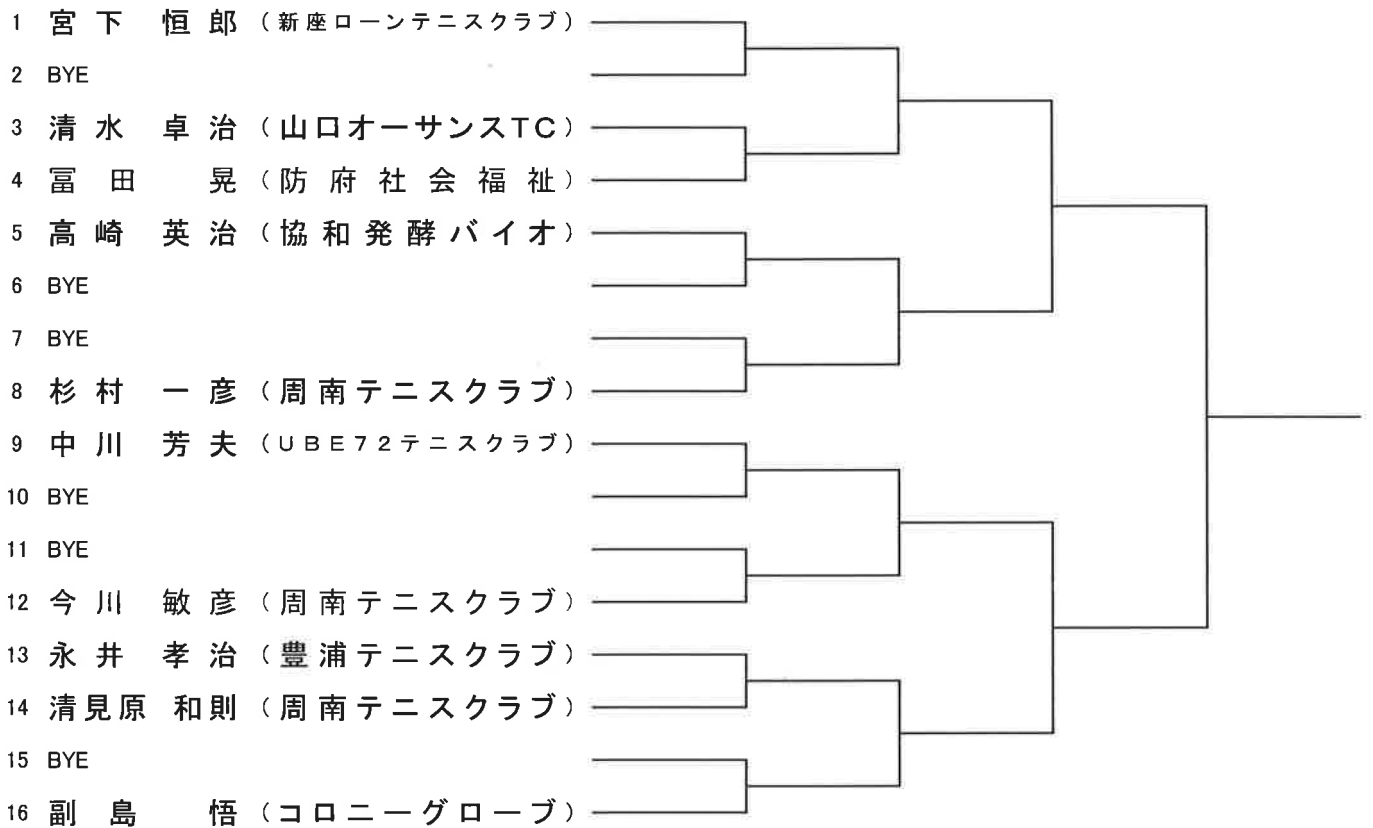 1 宮下 恒郎 (新座ローンテニスクラブ)
2 BYE
3 清水 卓治 (山口オーサンスTC)
4 冨田 晃 (防府社会福祉)
5 高崎 英治 (協和発酵バイオ)
6 BYE
7 BYE
8 杉村 一彦 (周南テニスクラブ)
9 中川 芳夫 (UBE72テニスクラブ)
10 BYE
11 BYE
12 今川 敏彦 (周南テニスクラブ)
13 永井 孝治 (豊浦テニスクラブ)
14 清見原 和則 (周南テニスクラブ)
15 BYE
16 副島 悟 (コロニーグローブ)